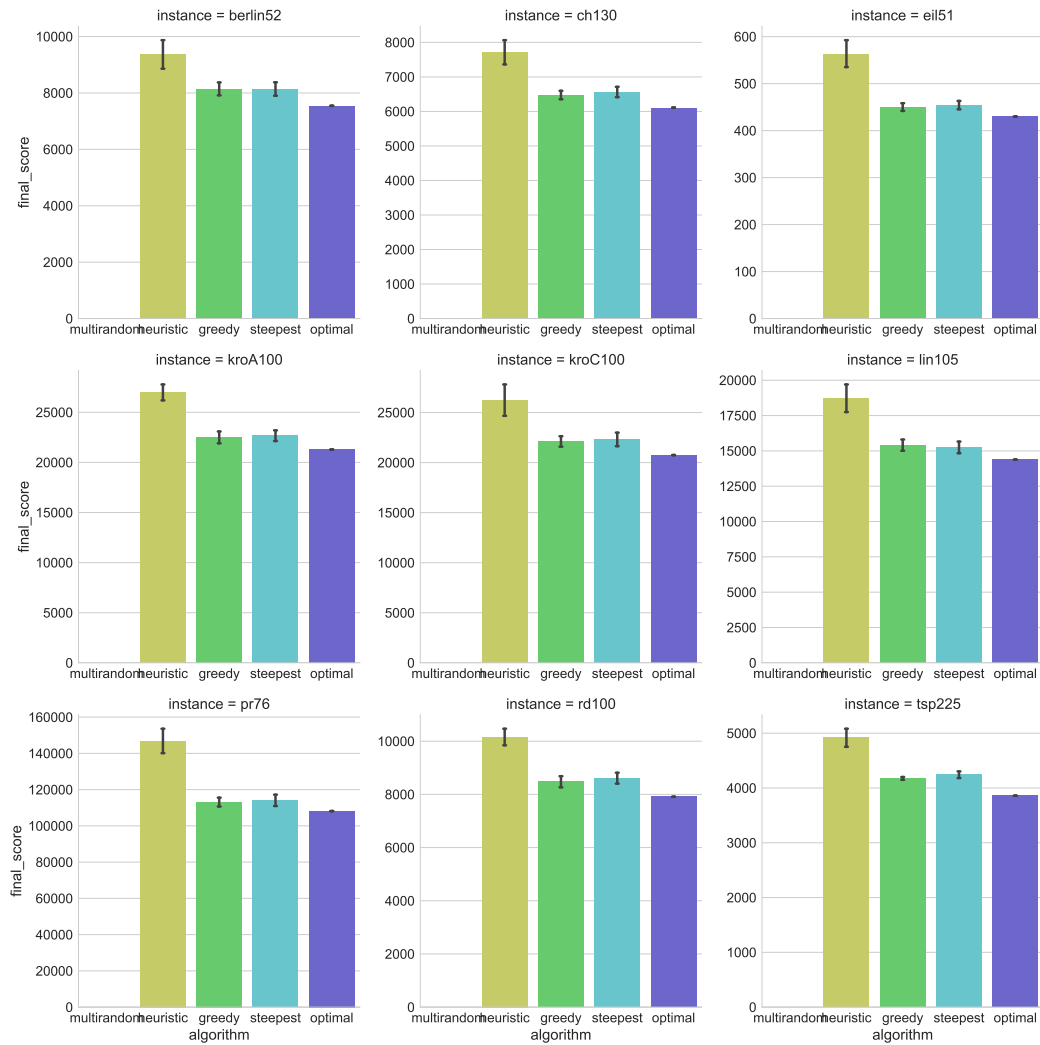 instance = berlin52
instance = ch130
instance = eil51
10000
8000
6000
4000
2000
0
final_score
multirandom heuristic greedy steepest optimal
8000
7000
6000
5000
4000
3000
2000
1000
0
multirandom heuristic greedy steepest optimal
600
500
400
300
200
100
0
multirandom heuristic greedy steepest optimal
instance = kroA100
instance = kroC100
instance = lin105
25000
20000
15000
10000
5000
0
final_score
multirandom heuristic greedy steepest optimal
25000
20000
15000
10000
5000
0
multirandom heuristic greedy steepest optimal
20000
17500
15000
12500
10000
7500
5000
2500
0
multirandom heuristic greedy steepest optimal
instance = pr76
instance = rd100
instance = tsp225
160000
140000
120000
100000
80000
60000
40000
20000
0
final_score
multirandom heuristic greedy steepest optimal
algorithm
10000
8000
6000
4000
2000
0
multirandom heuristic greedy steepest optimal
algorithm
5000
4000
3000
2000
1000
0
multirandom heuristic greedy steepest optimal
algorithm